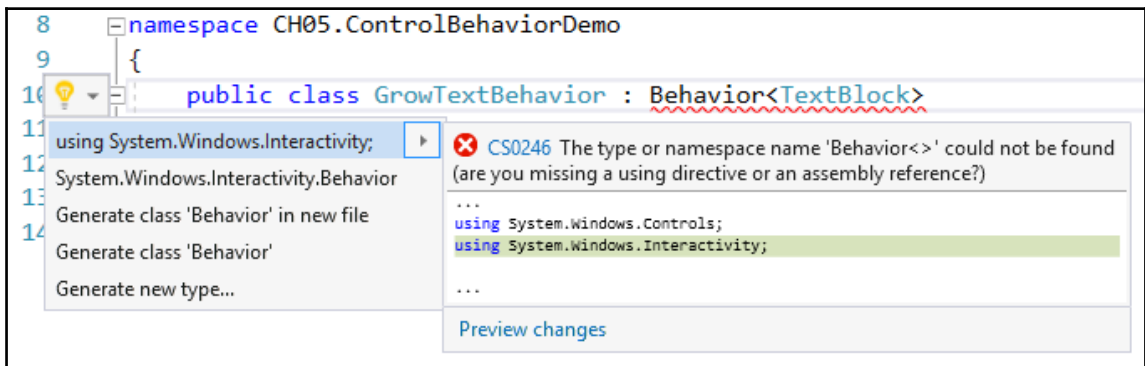 8 namespace CH05.ControlBehaviorDemo
9 {
10 public class GrowTextBehavior : Behavior<TextBlock>
11
12
13
14
using System.Windows.Interactivity;
System.Windows.Interactivity.Behavior
Generate class 'Behavior' in new file
Generate class 'Behavior'
Generate new type...
CS0246 The type or namespace name 'Behavior<>' could not be found
(are you missing a using directive or an assembly reference?)
...
using System.Windows.Controls;
using System.Windows.Interactivity;
...
Preview changes